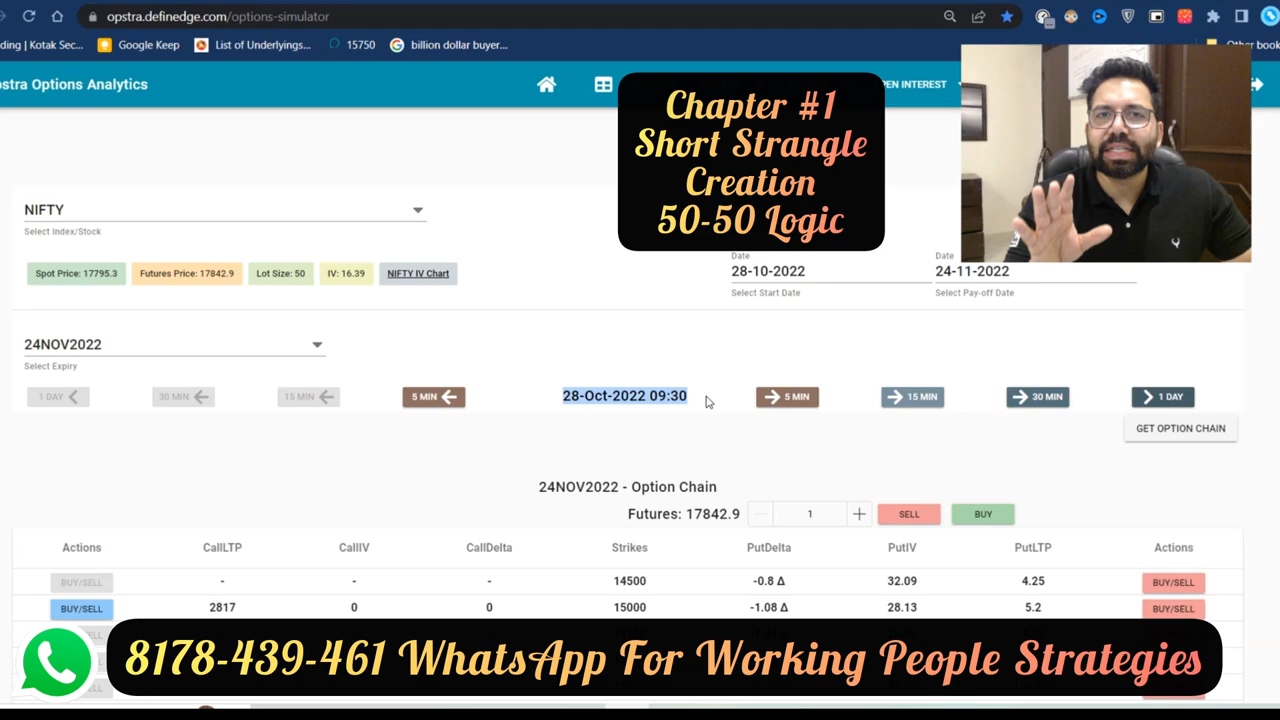 opstra.definedge.com/options-simulator
ding | Kotak Sec...
Google Keep
List of Underlyings...
15750
billion dollar buyer...
Other book
stra Options Analytics
PEN INTEREST
Chapter #1
Short Strangle
Creation
50-50 Logic
NIFTY
Select Index/Stock
Spot Price: 17795.3
Futures Price: 17842.9
Lot Size: 50
IV: 16.39
NIFTY IV Chart
Date
28-10-2022
Select Start Date
Date
24-11-2022
Select Pay-off Date
24NOV2022
Select Expiry
1 DAY
30 MIN
15 MIN
5 MIN
28-Oct-2022 09:30
5 MIN
15 MIN
30 MIN
1 DAY
GET OPTION CHAIN
24NOV2022 - Option Chain
Futures: 17842.9
1
SELL
BUY
Actions CallLTP CallIV CallDelta Strikes PutDelta PutIV PutLTP Actions
BUY/SELL - - - 14500 -0.8 Δ 32.09 4.25 BUY/SELL
BUY/SELL 2817 0 0 15000 -1.08 Δ 28.13 5.2 BUY/SELL
8178-439-461 WhatsApp For Working People Strategies